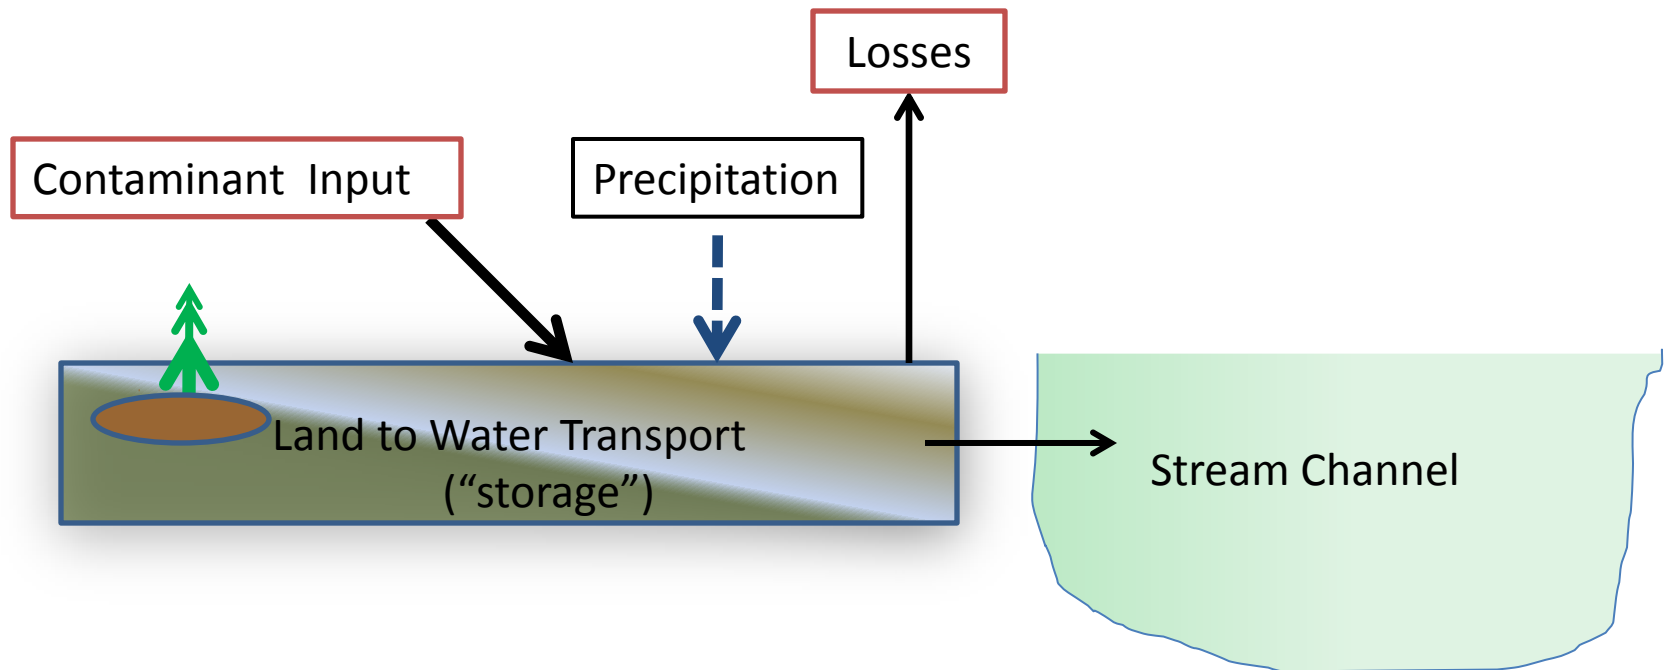 Losses
Contaminant Input
Precipitation
Land to Water Transport
(“storage”)
Stream Channel